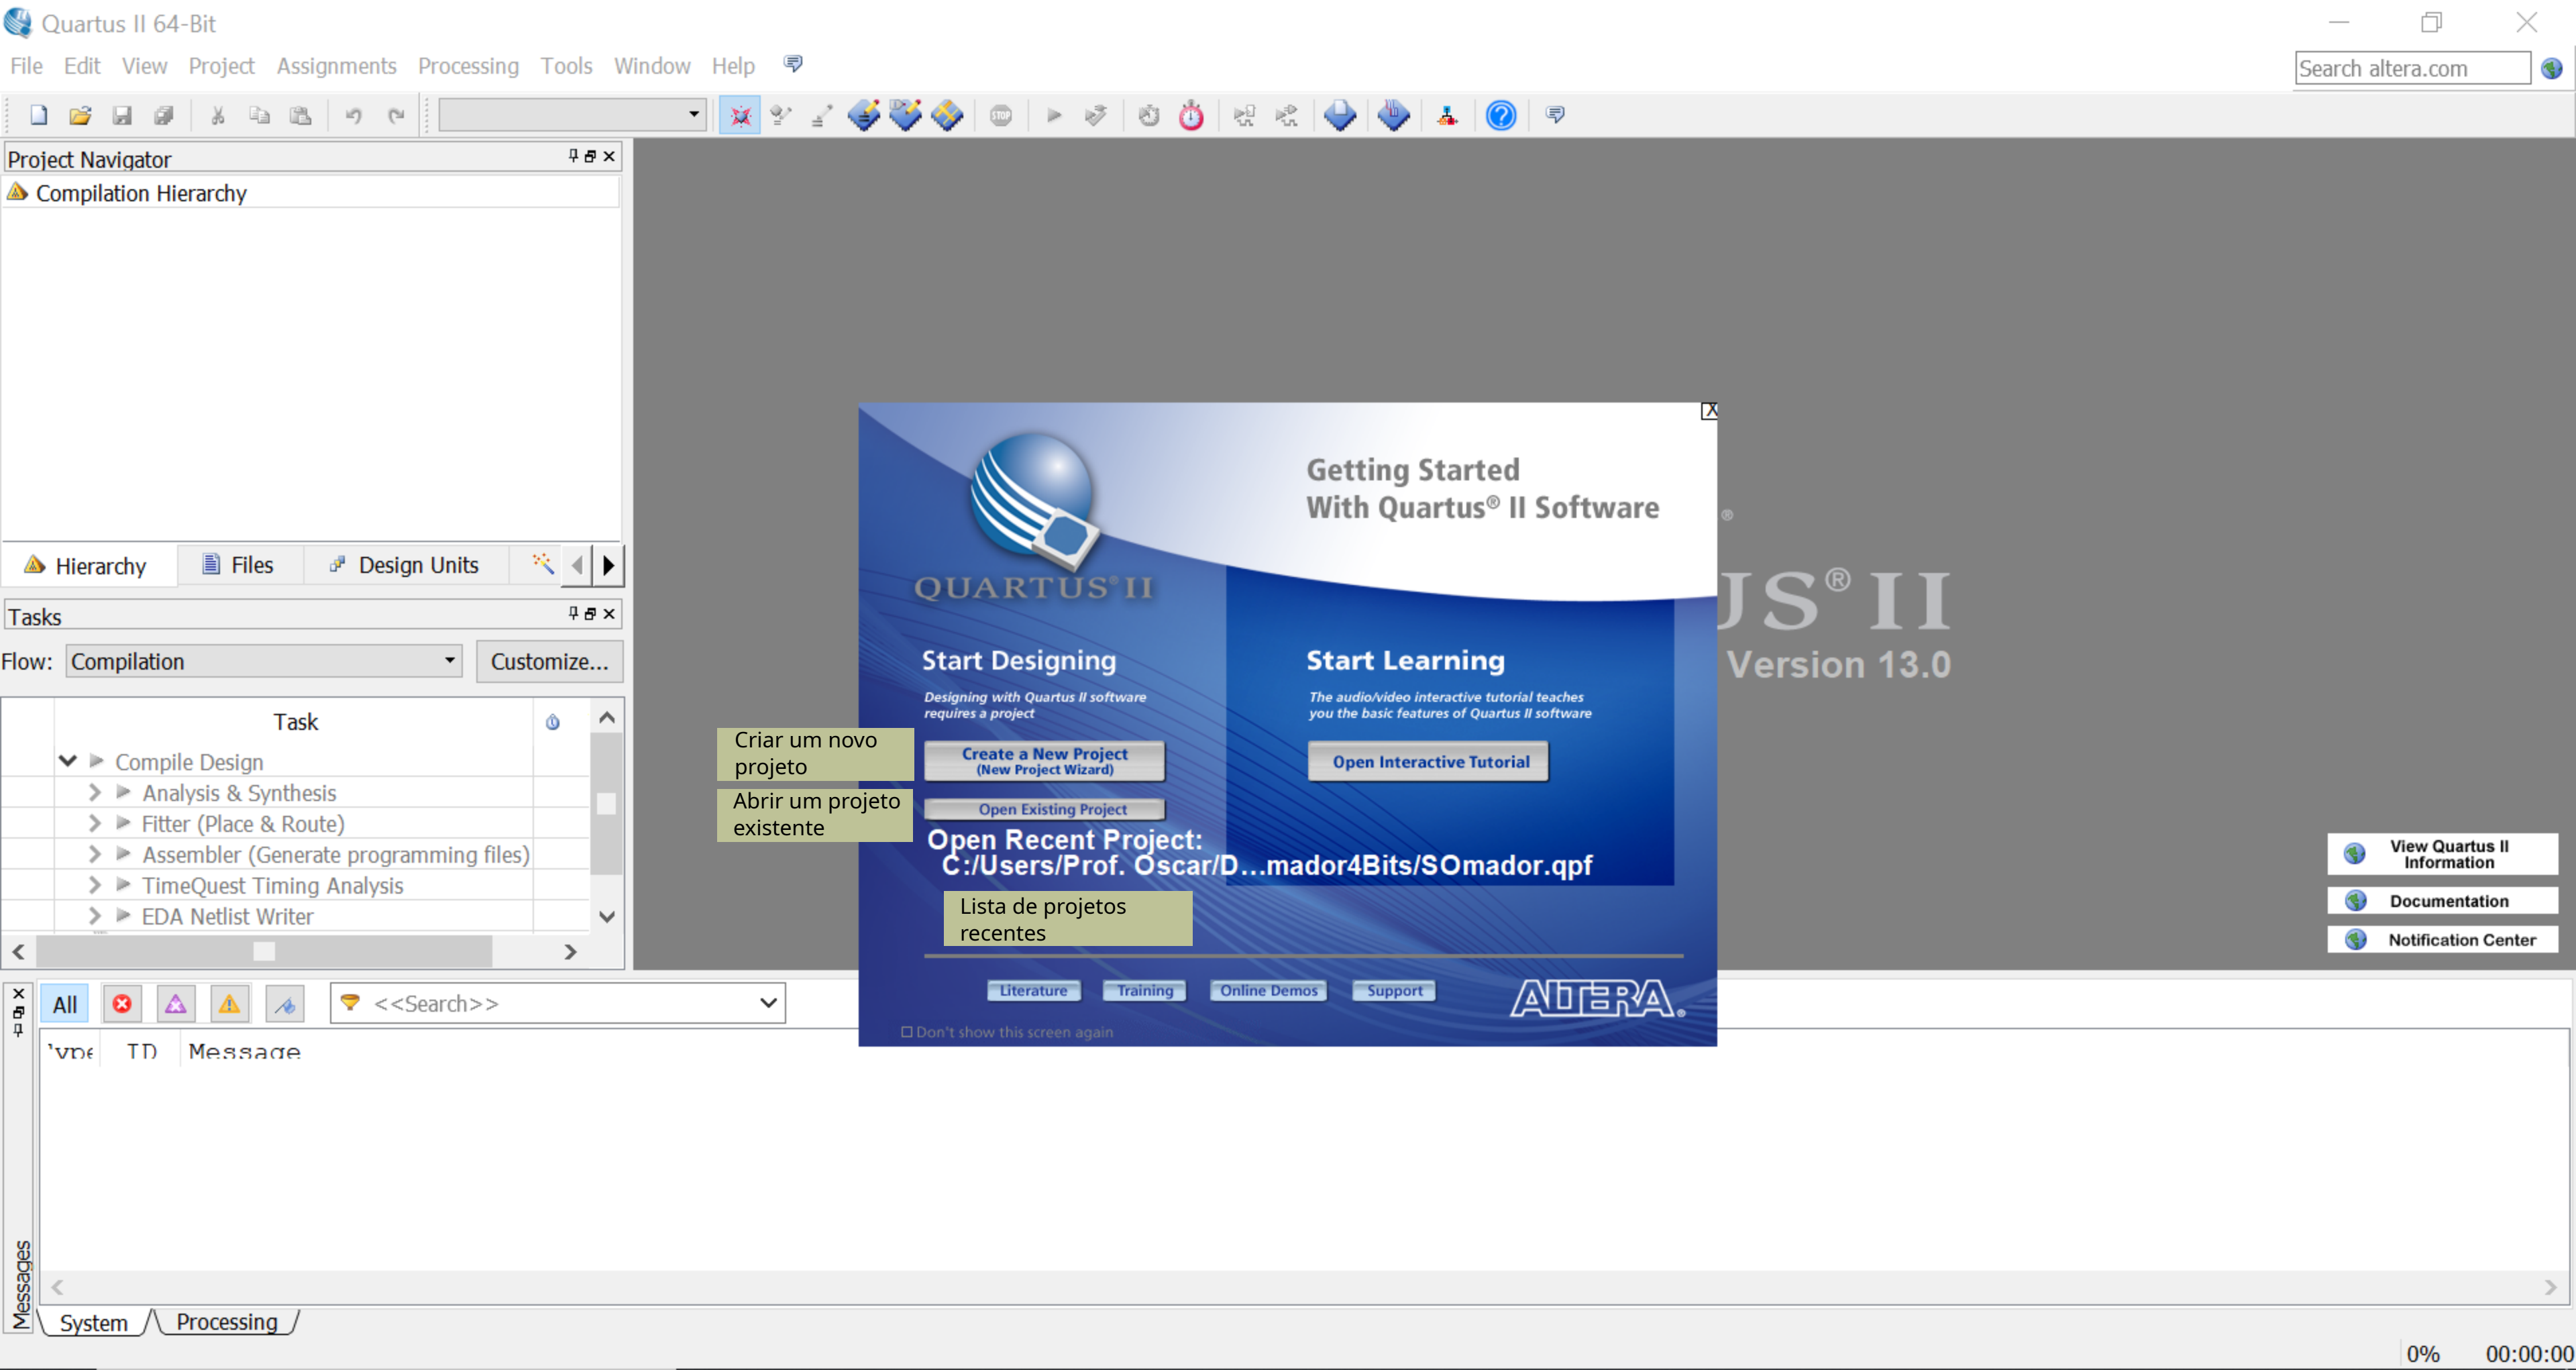 Quartus II 64-Bit
File Edit View Project Assignments Processing Tools Window Help
Search altera.com
STOP
Project Navigator
Compilation Hierarchy
Hierarchy Files Design Units
Tasks
Flow: Compilation Customize...
Task
Compile Design
Analysis & Synthesis
Fitter (Place & Route)
Assembler (Generate programming files)
TimeQuest Timing Analysis
EDA Netlist Writer
Getting Started
With Quartus® II Software
QUARTUS® II
Start Designing
Designing with Quartus II software
requires a project
Criar um novo
projeto
Create a New Project
(New Project Wizard)
Abrir um projeto
existente
Open Existing Project
Open Recent Project:
C:/Users/Prof. Oscar/D...mador4Bits/SOmador.qpf
Lista de projetos
recentes
Start Learning
The audio/video interactive tutorial teaches
you the basic features of Quartus II software
Open Interactive Tutorial
Literature Training Online Demos Support
ALTERA®
Don't show this screen again
®
US® II
Version 13.0
View Quartus II
Information
Documentation
Notification Center
All <<Search>>
Type ID Message
Messages
System Processing
0% 00:00:00